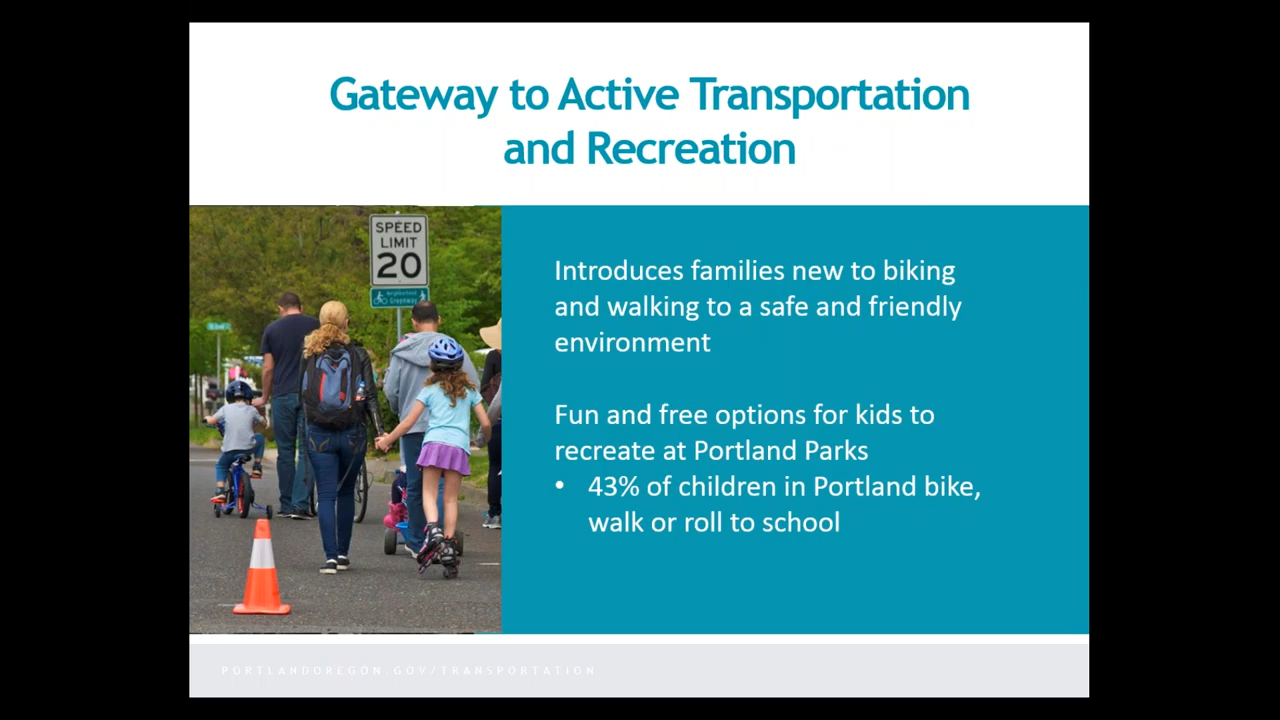 Gateway to Active Transportation
and Recreation
SPEED
LIMIT
20
Neighborhood
Greenway
Introduces families new to biking
and walking to a safe and friendly
environment
Fun and free options for kids to
recreate at Portland Parks
• 43% of children in Portland bike,
walk or roll to school
PORTLANDOREGON.GOV/TRANSPORTATION